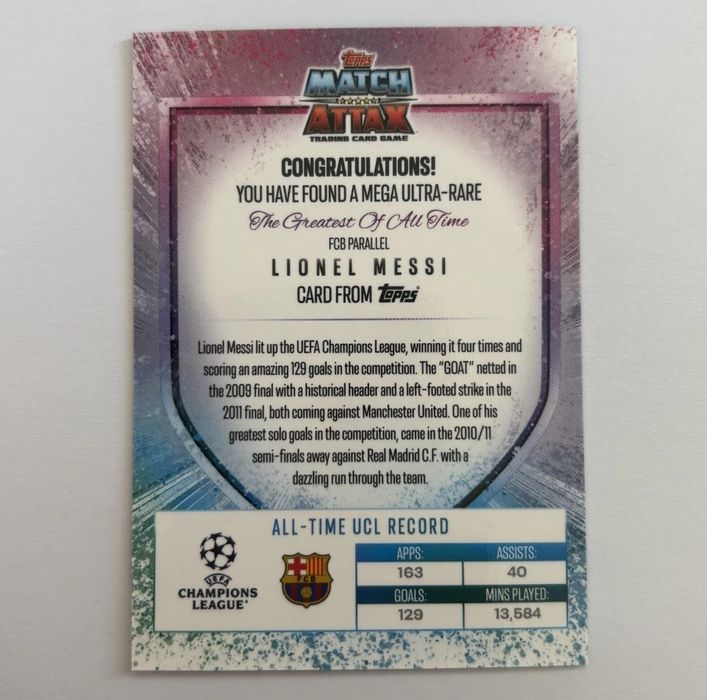 Topps
MATCH
ATTAX
TRADING CARD GAME
CONGRATULATIONS!
YOU HAVE FOUND A MEGA ULTRA-RARE
The Greatest Of All Time
FCB PARALLEL
LIONEL MESSI
CARD FROM Topps
Lionel Messi lit up the UEFA Champions League, winning it four times and
scoring an amazing 129 goals in the competition. The "GOAT" netted in
the 2009 final with a historical header and a left-footed strike in the
2011 final, both coming against Manchester United. One of his
greatest solo goals in the competition, came in the 2010/11
semi-finals away against Real Madrid C.F. with a
dazzling run through the team.
ALL-TIME UCL RECORD
UEFA
CHAMPIONS
LEAGUE
FCB
APPS: ASSISTS:
163 40
GOALS: MINS PLAYED:
129 13,584